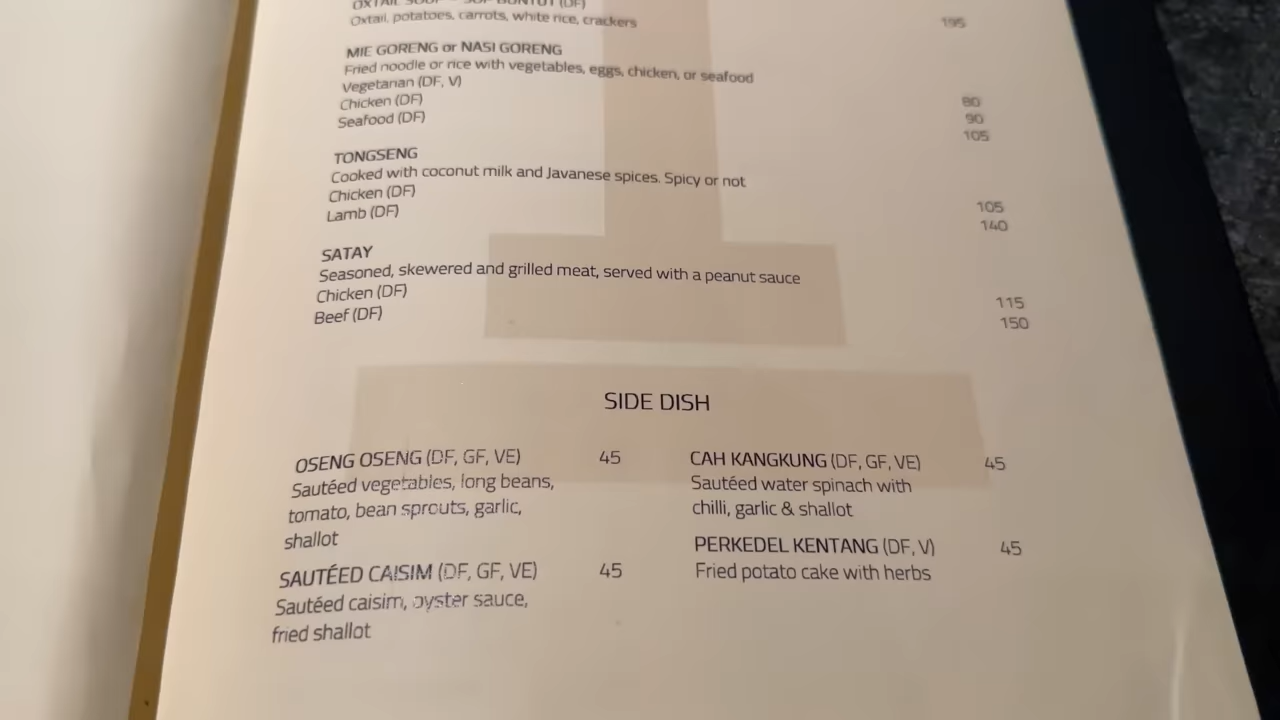 OXTAIL SOUP - SOP BUNTUT (DF)
Oxtail, potatoes, carrots, white rice, crackers 195
MIE GORENG or NASI GORENG
Fried noodle or rice with vegetables, eggs, chicken, or seafood
Vegetarian (DF, V) 80
Chicken (DF) 90
Seafood (DF) 105
TONGSENG
Cooked with coconut milk and Javanese spices. Spicy or not
Chicken (DF) 105
Lamb (DF) 140
SATAY
Seasoned, skewered and grilled meat, served with a peanut sauce
Chicken (DF) 115
Beef (DF) 150
SIDE DISH
OSENG OSENG (DF, GF, VE) 45
Sautéed vegetables, long beans,
tomato, bean sprouts, garlic,
shallot
SAUTÉED CAISIM (DF, GF, VE) 45
Sautéed caisim, oyster sauce,
fried shallot
CAH KANGKUNG (DF, GF, VE) 45
Sautéed water spinach with
chilli, garlic & shallot
PERKEDEL KENTANG (DF, V) 45
Fried potato cake with herbs